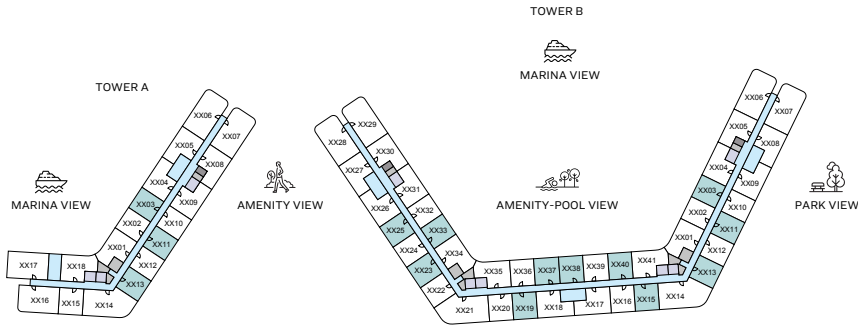 TOWER B
MARINA VIEW
TOWER A
MARINA VIEW
AMENITY VIEW
AMENITY-POOL VIEW
PARK VIEW
XX06
XX07
XX05
XX08
XX04
XX09
XX03
XX10
XX02
XX11
XX01
XX12
XX13
XX17
XX18
XX16
XX15
XX14
XX29
XX28
XX30
XX27
XX31
XX26
XX32
XX25
XX33
XX24
XX34
XX23
XX22
XX21
XX35
XX36
XX37
XX38
XX39
XX40
XX41
XX20
XX19
XX18
XX17
XX16
XX15
XX14
XX06
XX07
XX05
XX08
XX04
XX09
XX03
XX10
XX02
XX11
XX01
XX12
XX13